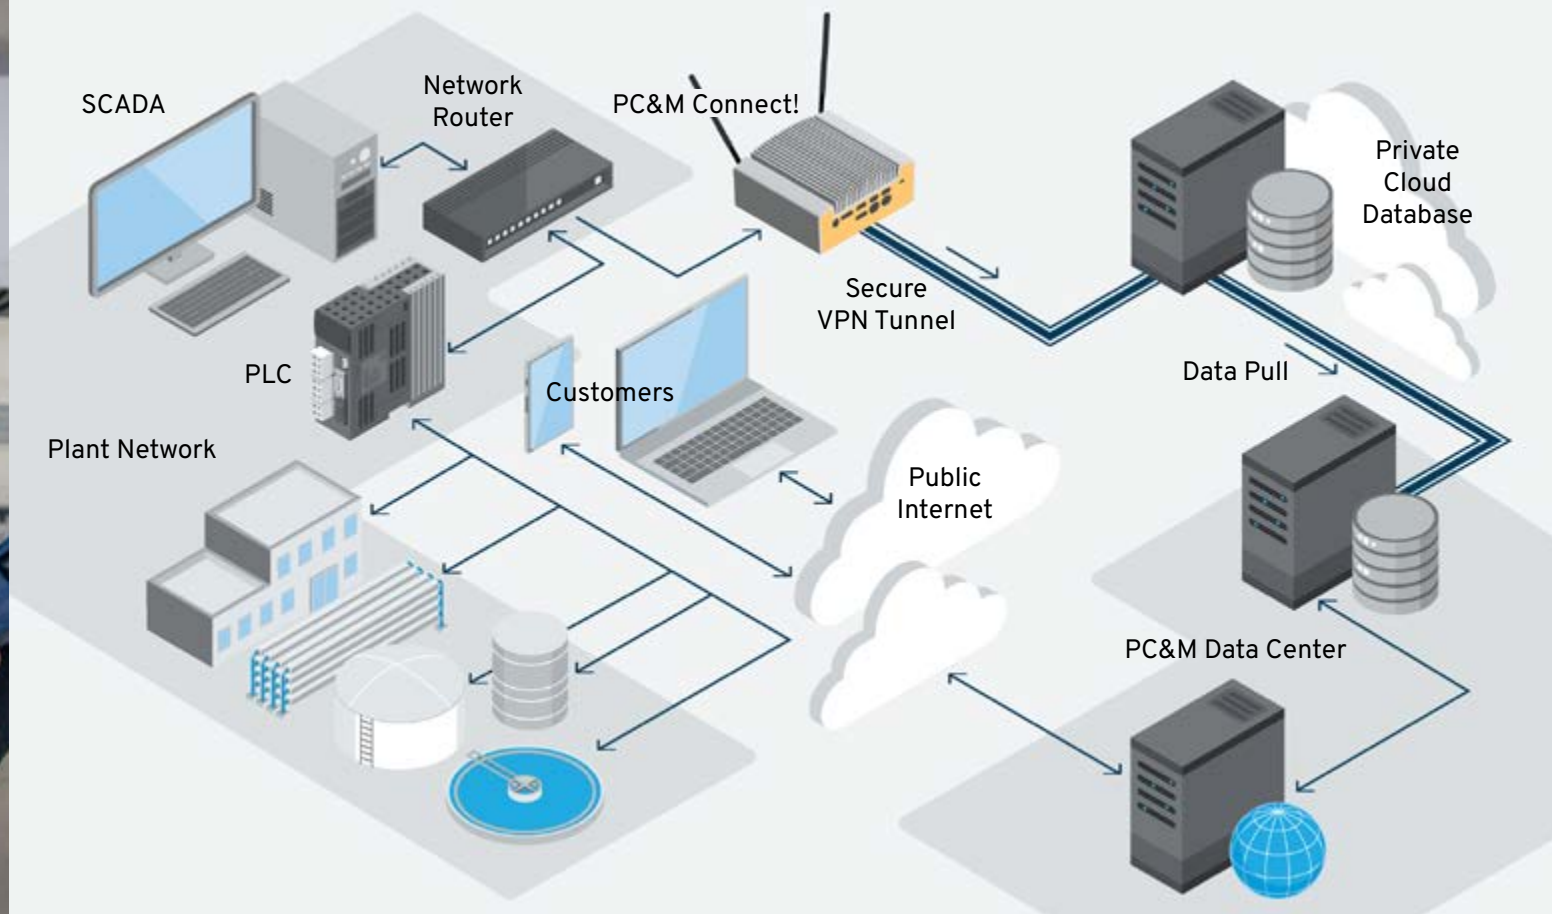 SCADA
Network
Router
PC&M Connect!
Private
Cloud
Database
Secure
VPN Tunnel
PLC
Customers
Data Pull
Plant Network
Public
Internet
PC&M Data Center